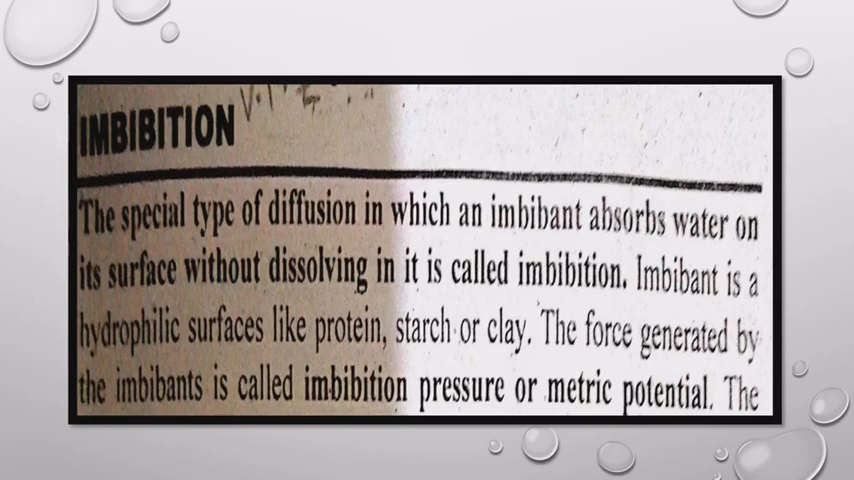 IMBIBITION
The special type of diffusion in which an imbibant absorbs water on
its surface without dissolving in it is called imbibition. Imbibant is a
hydrophilic surfaces like protein, starch or clay. The force generated by
the imbibants is called imbibition pressure or metric potential. The